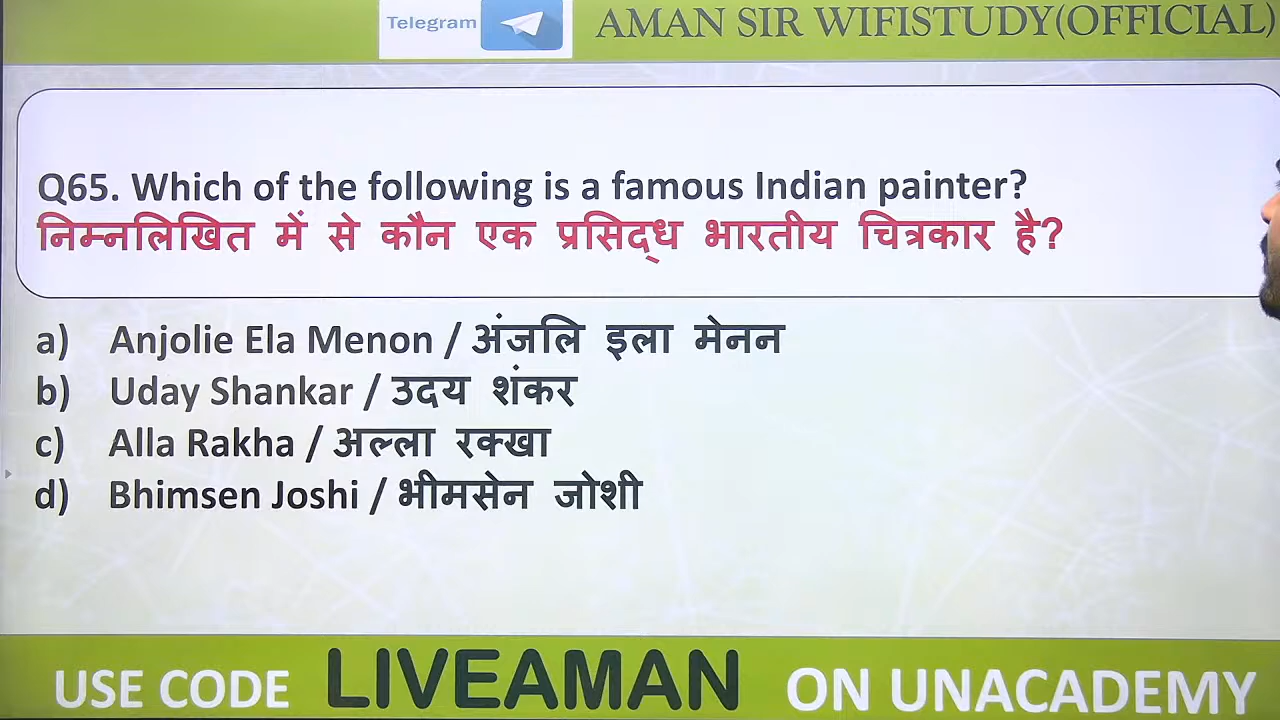 Telegram
AMAN SIR WIFISTUDY(OFFICIAL)
Q65. Which of the following is a famous Indian painter?
निम्नलिखित में से कौन एक प्रसिद्ध भारतीय चित्रकार है?
a) Anjolie Ela Menon / अंजलि इला मेनन
b) Uday Shankar / उदय शंकर
c) Alla Rakha / अल्ला रक्खा
d) Bhimsen Joshi / भीमसेन जोशी
USE CODE LIVEAMAN ON UNACADEMY